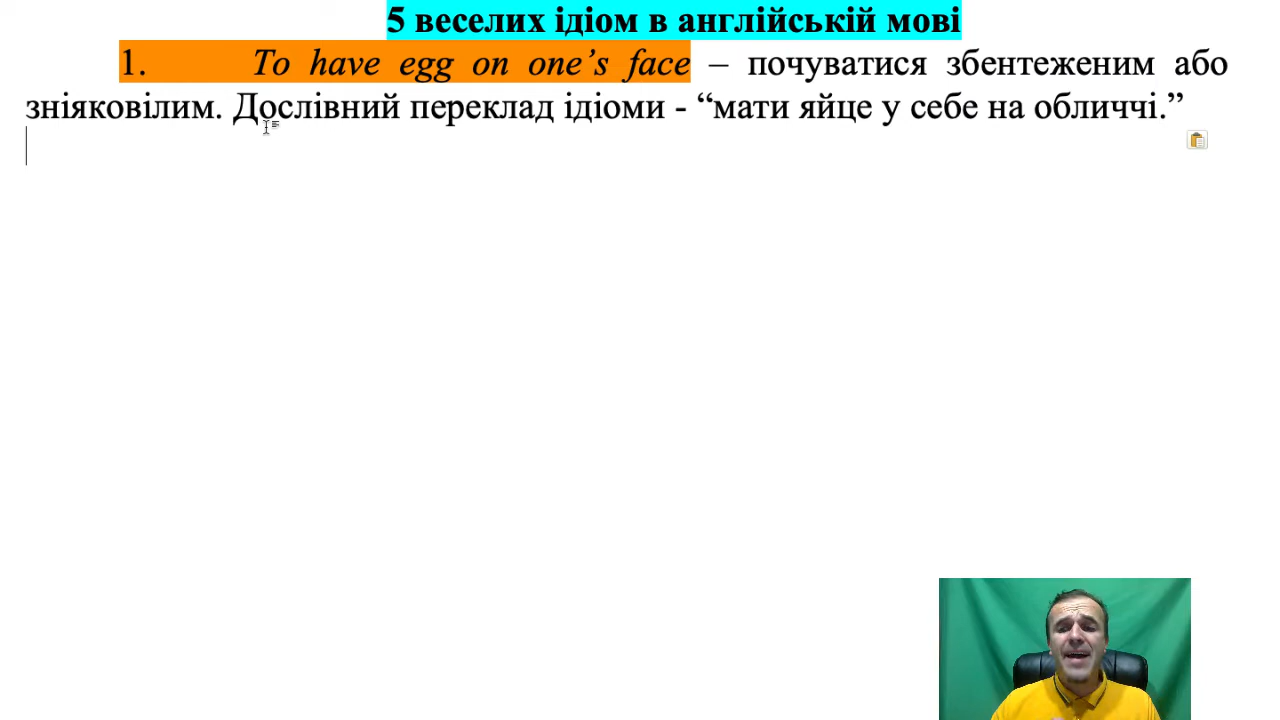 5 веселих ідіом в англійській мові
1. To have egg on one’s face – почуватися збентеженим або
зніяковілим. Дослівний переклад ідіоми - “мати яйце у себе на обличчі.”